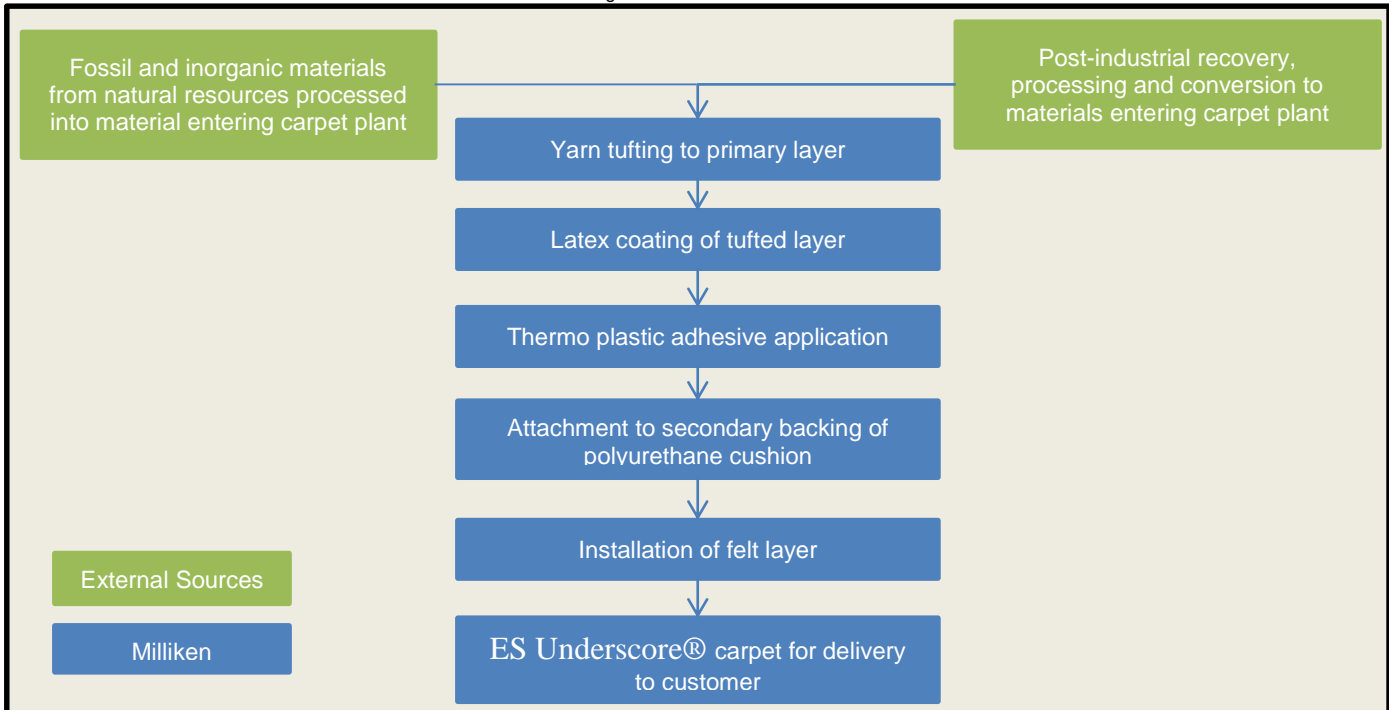 Fossil and inorganic materials
from natural resources processed
into material entering carpet plant
Post-industrial recovery,
processing and conversion to
materials entering carpet plant
Yarn tufting to primary layer
Latex coating of tufted layer
Thermo plastic adhesive application
Attachment to secondary backing of
polyurethane cushion
Installation of felt layer
External Sources
Milliken
ES Underscore® carpet for delivery
to customer